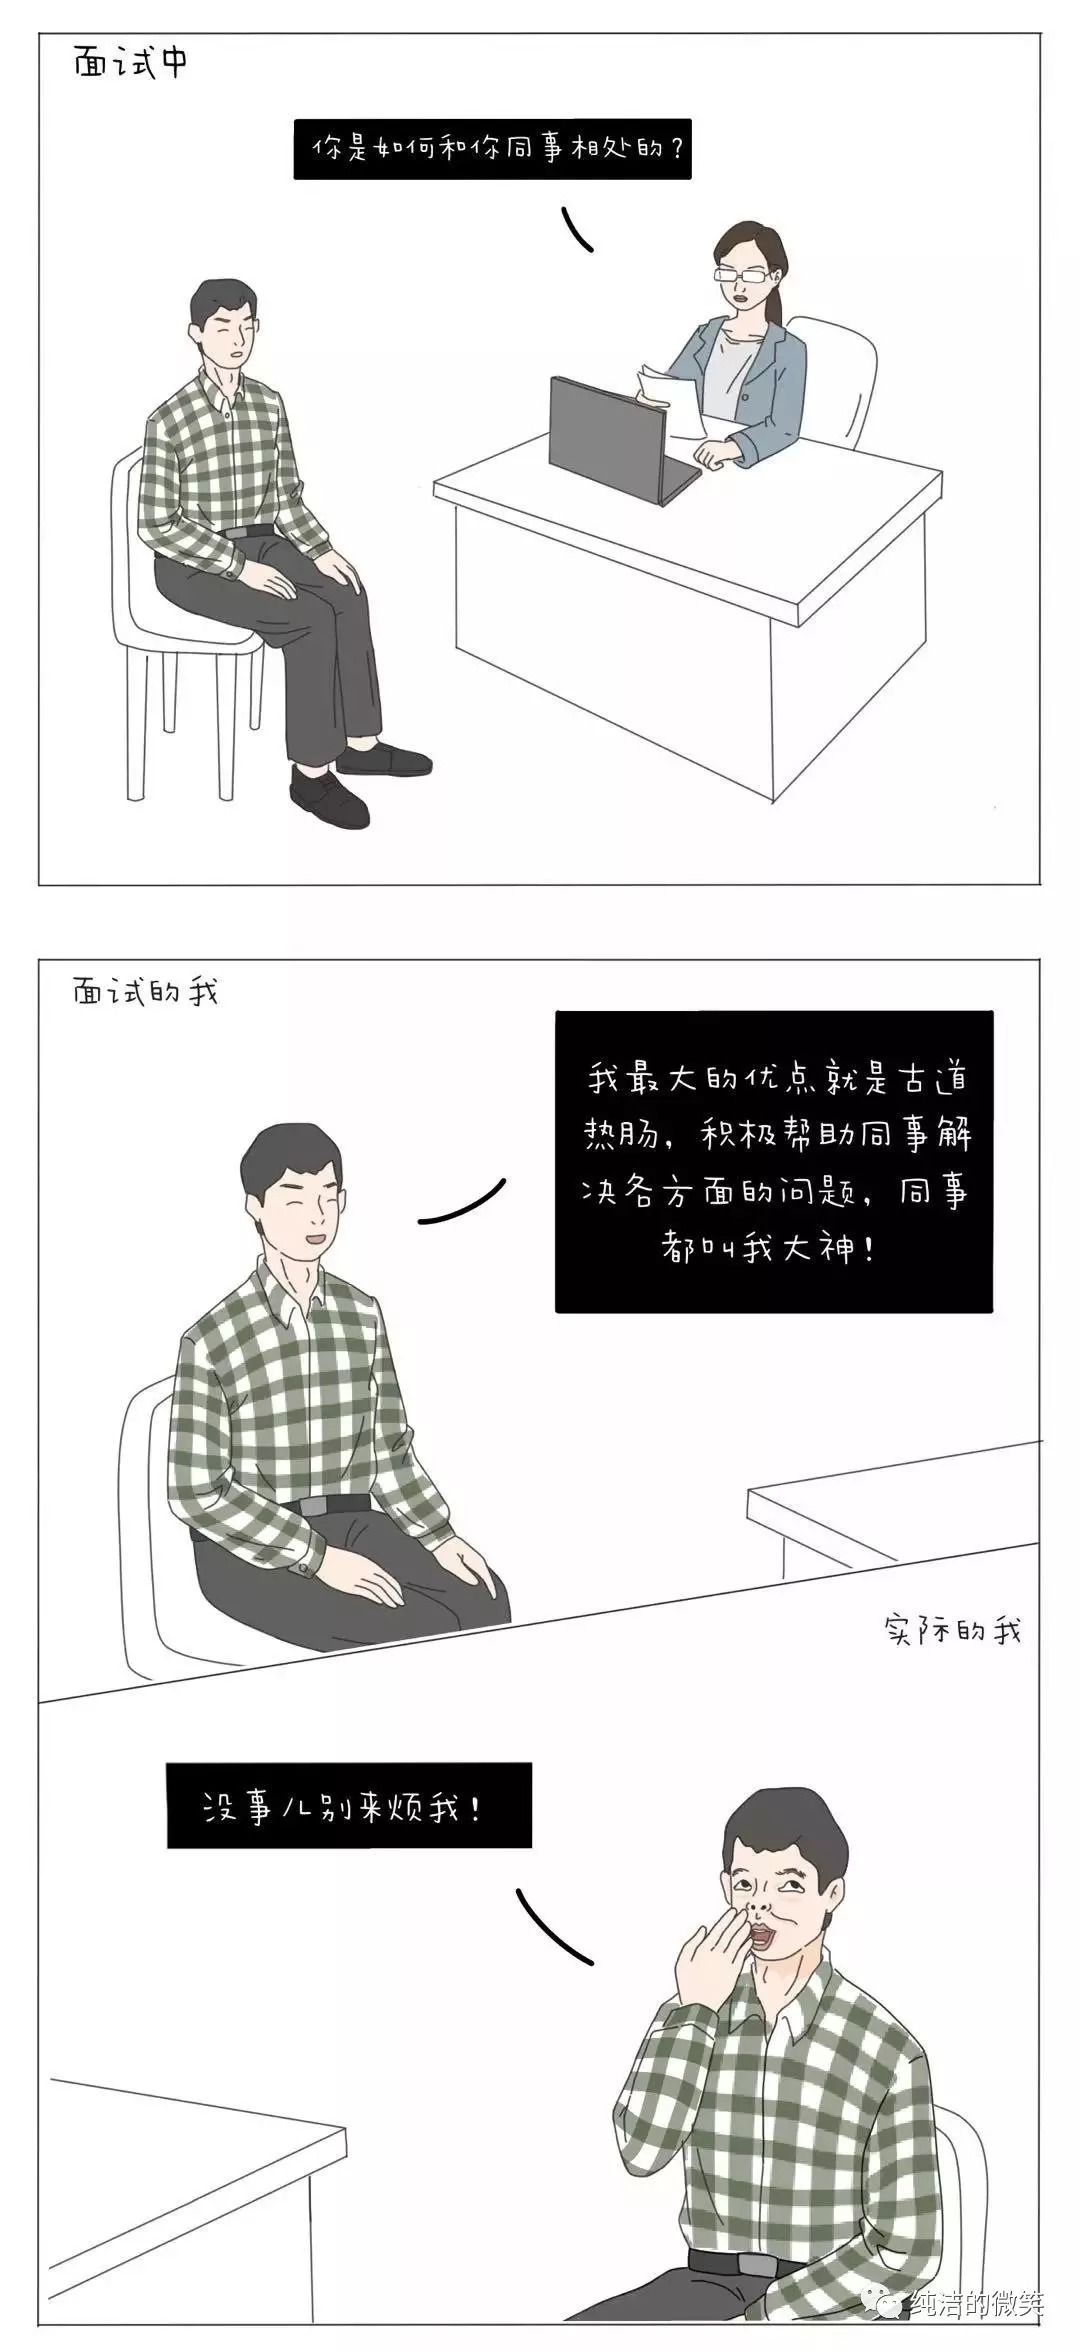 面试中
你是如何和你同事相处的？
面试的我
我最大的优点就是古道
热肠，积极帮助同事解
决各方面的问题，同事
都叫我大神！
实际的我
没事儿别来烦我！
纯洁的微笑